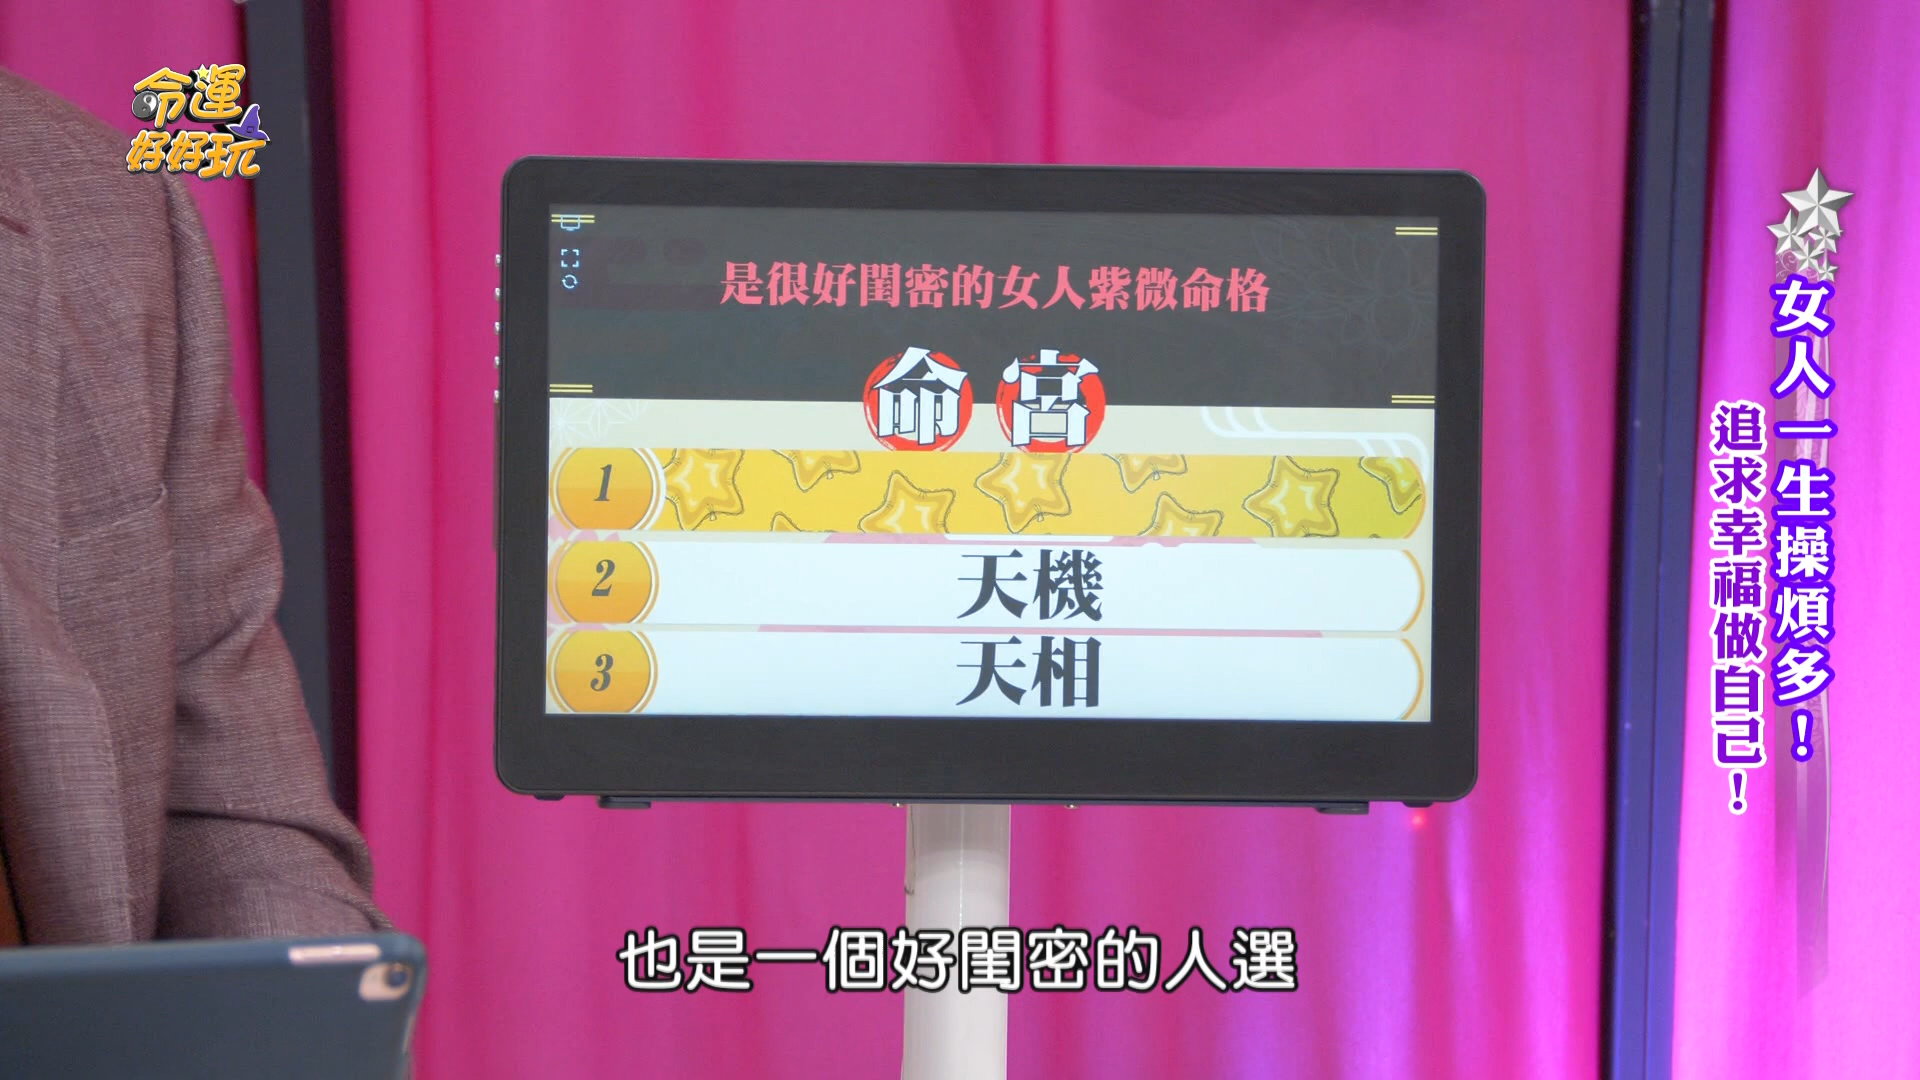 命運
好好玩
是很好閨密的女人紫微命格
命宮
1
2 天機
3 天相
女人一生操煩多！
追求幸福做自己！
也是一個好閨密的人選